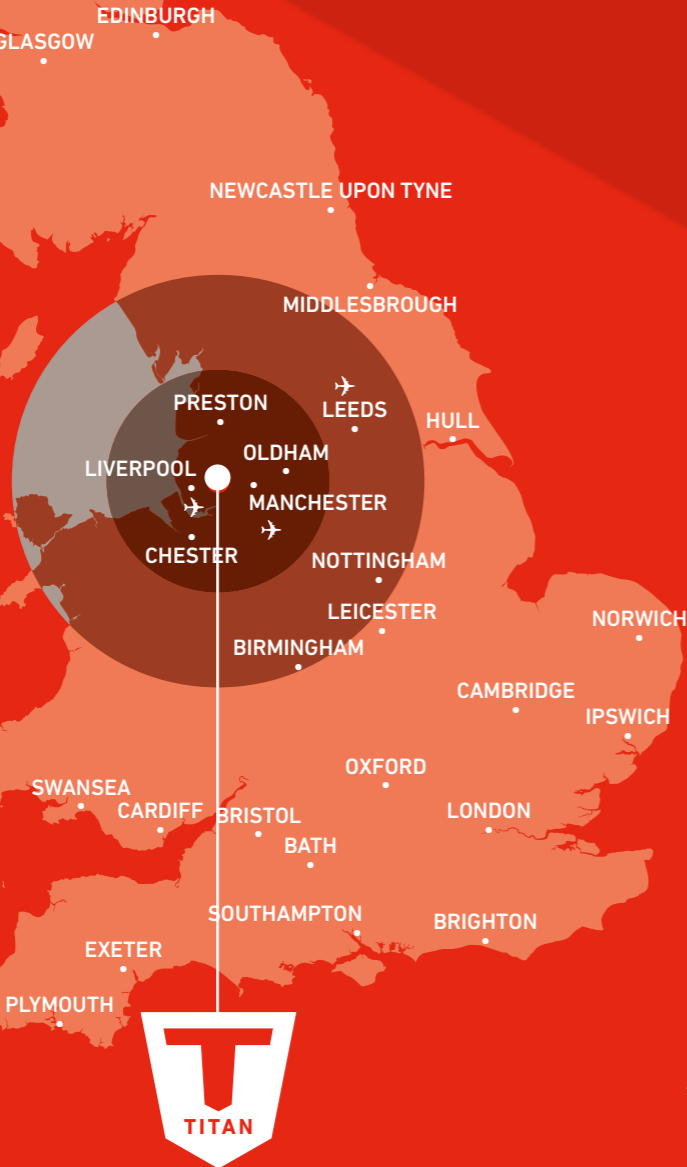 EDINBURGH
GLASGOW
NEWCASTLE UPON TYNE
MIDDLESBROUGH
PRESTON
LEEDS
HULL
OLDHAM
LIVERPOOL
MANCHESTER
CHESTER
NOTTINGHAM
LEICESTER
NORWICH
BIRMINGHAM
CAMBRIDGE
IPSWICH
OXFORD
SWANSEA
CARDIFF
BRISTOL
LONDON
BATH
SOUTHAMPTON
BRIGHTON
EXETER
PLYMOUTH
T
TITAN